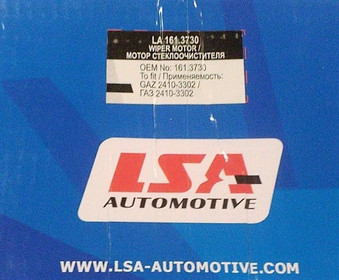 LA 161.3730
WIPER MOTOR /
МОТОР СТЕКЛООЧИСТИТЕЛЯ
OEM No: 161.3730
To fit / Применяемость:
GAZ 2410-3302 /
ГАЗ 2410-3302
LSA
AUTOMOTIVE
WWW.LSA-AUTOMOTIVE.COM